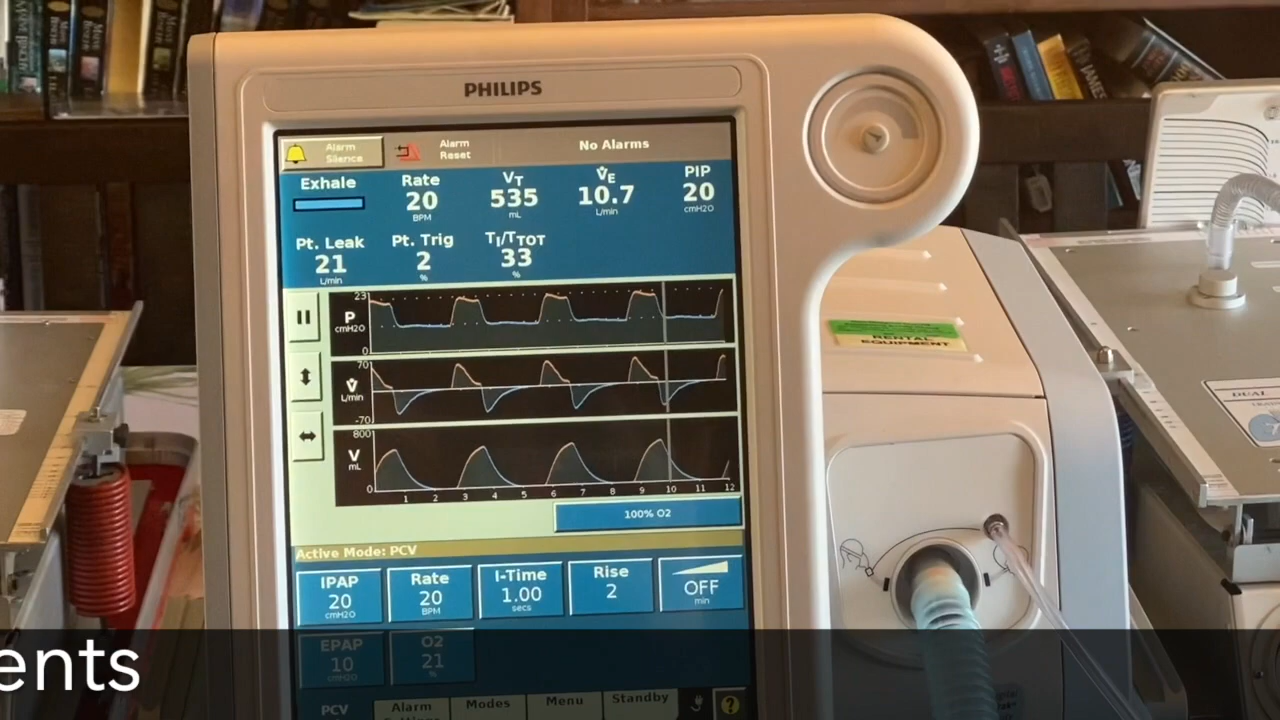 PHILIPS
Alarm
Silence
Alarm
Reset
No Alarms
Exhale
Rate
20
BPM
VT
535
mL
V̇E
10.7
L/min
PIP
20
cmH2O
Pt. Leak
21
L/min
Pt. Trig
2
%
TI/TTOT
33
%
23
P
cmH2O
0
70
V̇
L/min
-70
800
V
mL
0
1 2 3 4 5 6 7 8 9 10 11 12
100% O2
Active Mode: PCV
IPAP
20
cmH2O
Rate
20
BPM
I-Time
1.00
secs
Rise
2
OFF
min
EPAP
10
cmH2O
O2
21
%
PCV
Alarm
Modes
Menu
Standby
?
RENTAL
EQUIPMENT
DUAL
JAMES
ents